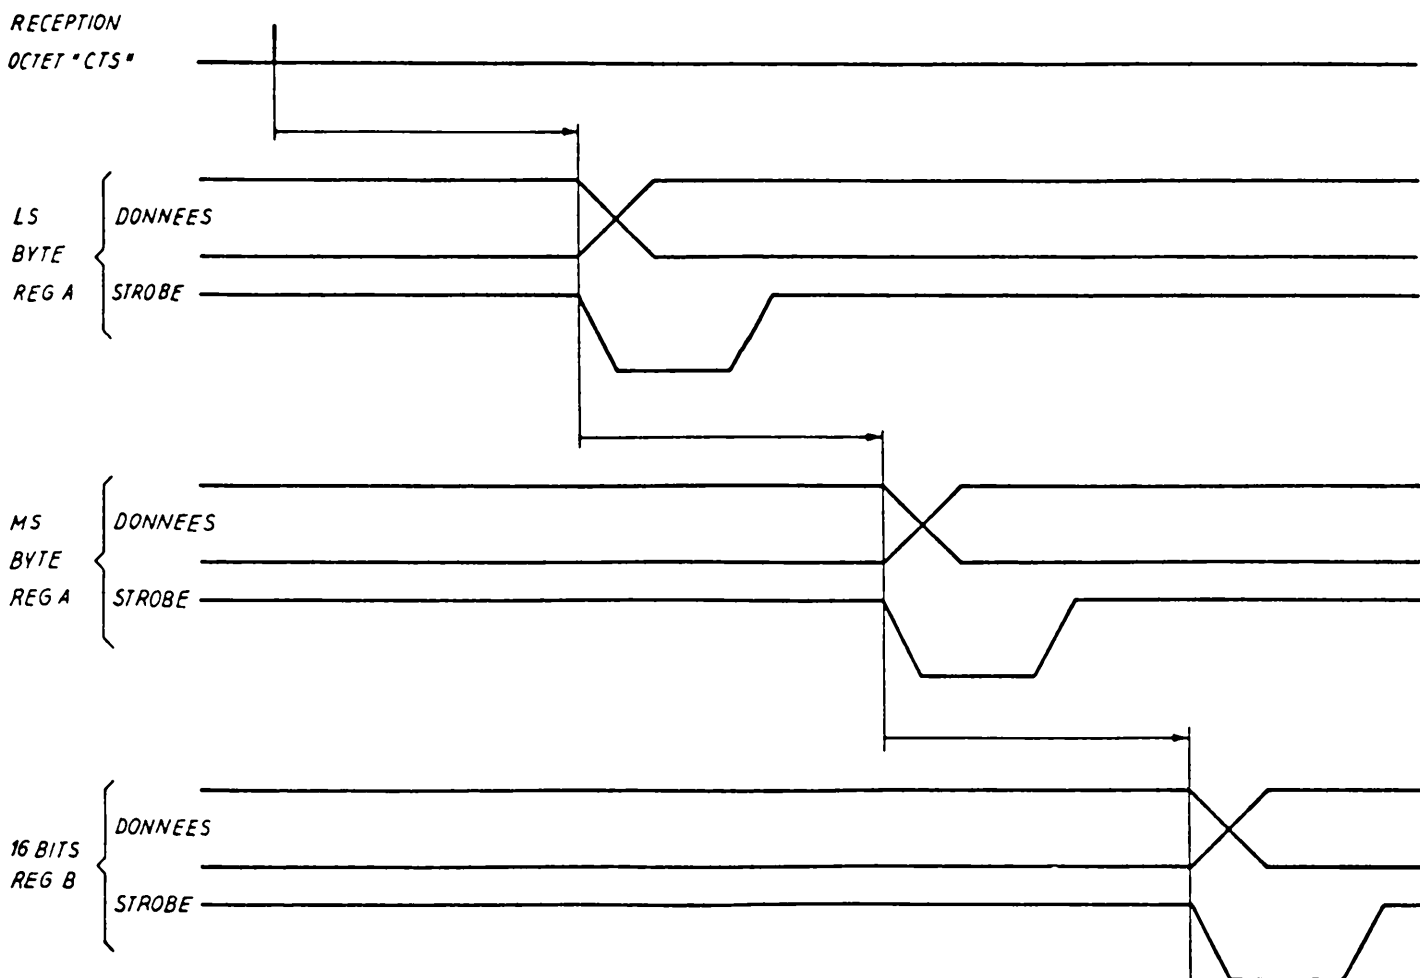 RECEPTION
OCTET "CTS"
LS
BYTE
REG A
DONNEES
STROBE
MS
BYTE
REG A
DONNEES
STROBE
16 BITS
REG B
DONNEES
STROBE